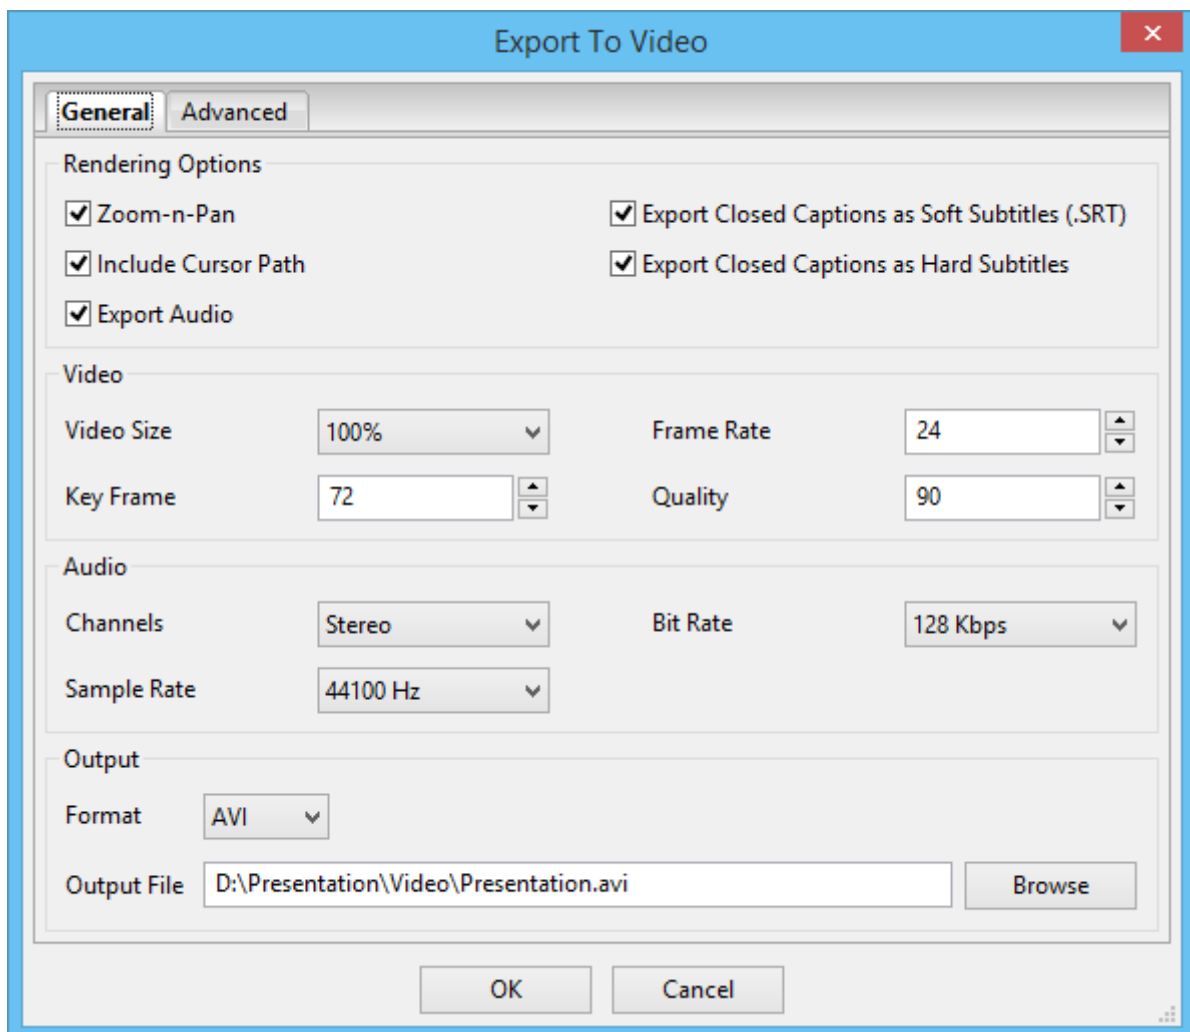 Export To Video
General Advanced
Rendering Options
Zoom-n-Pan Export Closed Captions as Soft Subtitles (.SRT)
Include Cursor Path Export Closed Captions as Hard Subtitles
Export Audio
Video
Video Size 100% Frame Rate 24
Key Frame 72 Quality 90
Audio
Channels Stereo Bit Rate 128 Kbps
Sample Rate 44100 Hz
Output
Format AVI
Output File D:\Presentation\Video\Presentation.avi Browse
OK Cancel